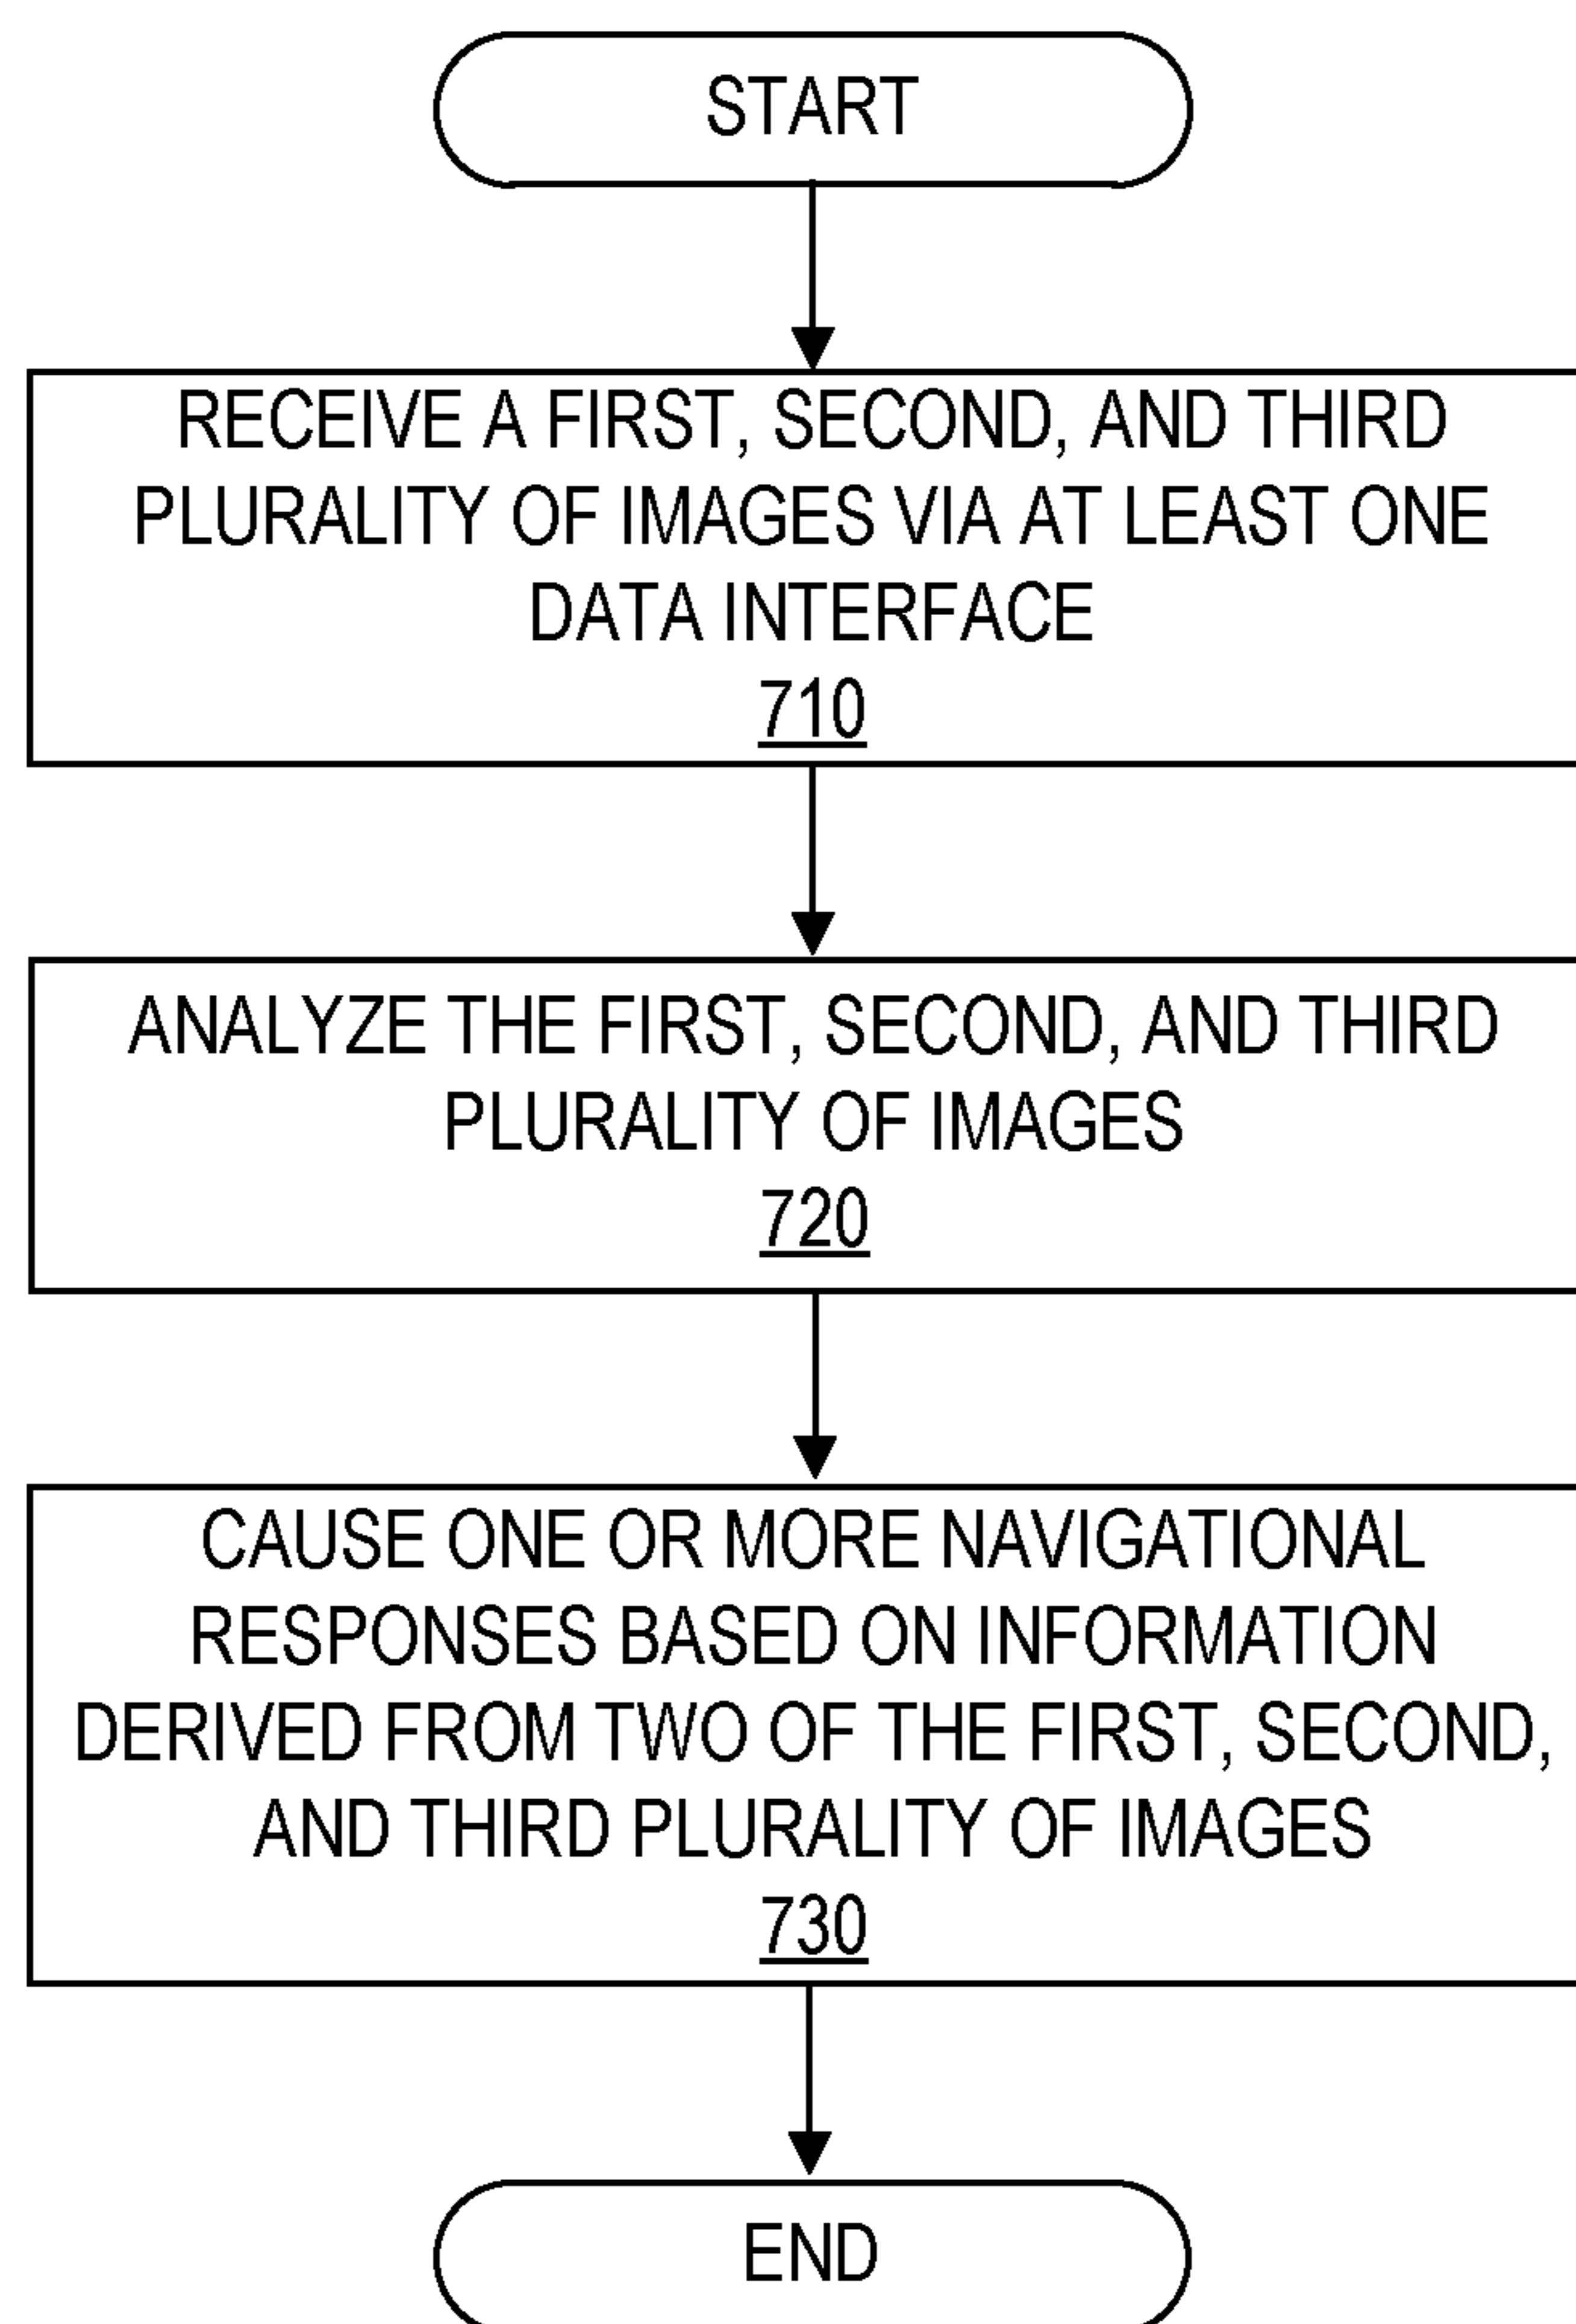 START
RECEIVE A FIRST, SECOND, AND THIRD
PLURALITY OF IMAGES VIA AT LEAST ONE
DATA INTERFACE
710
ANALYZE THE FIRST, SECOND, AND THIRD
PLURALITY OF IMAGES
720
CAUSE ONE OR MORE NAVIGATIONAL
RESPONSES BASED ON INFORMATION
DERIVED FROM TWO OF THE FIRST, SECOND,
AND THIRD PLURALITY OF IMAGES
730
END